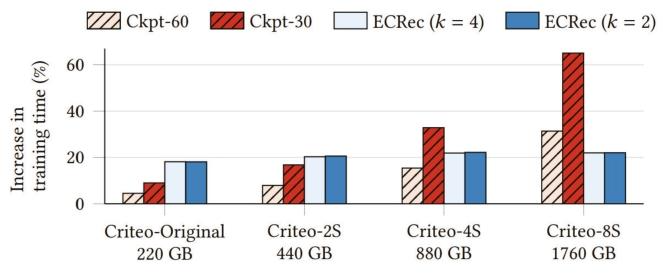 Ckpt-60 Ckpt-30 ECRec (k = 4) ECRec (k = 2)
Increase in
training time (%)
60
40
20
0
Criteo-Original Criteo-2S Criteo-4S Criteo-8S
220 GB 440 GB 880 GB 1760 GB